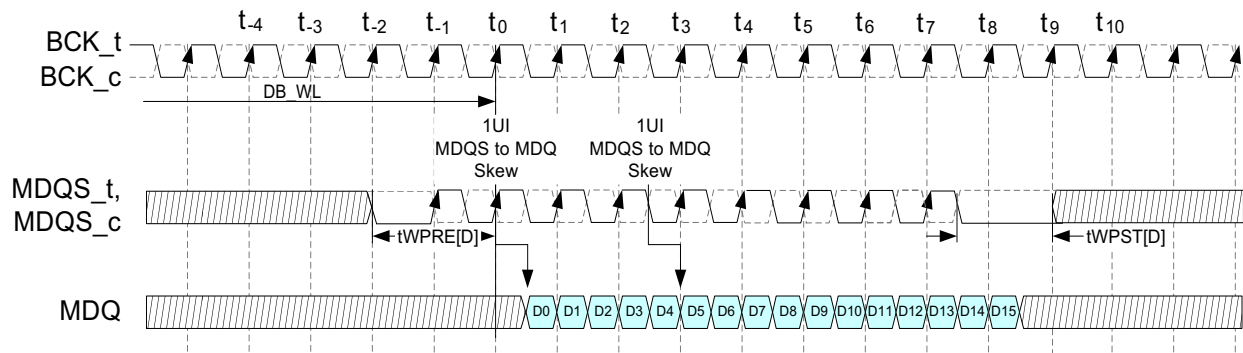 t-4 t-3 t-2 t-1 t0 t1 t2 t3 t4 t5 t6 t7 t8 t9 t10
BCK_t
BCK_c
DB_WL
1UI
MDQS to MDQ
Skew
1UI
MDQS to MDQ
Skew
MDQS_t,
MDQS_c
tWPRE[D]
tWPST[D]
MDQ
D0 D1 D2 D3 D4 D5 D6 D7 D8 D9 D10 D11 D12 D13 D14 D15